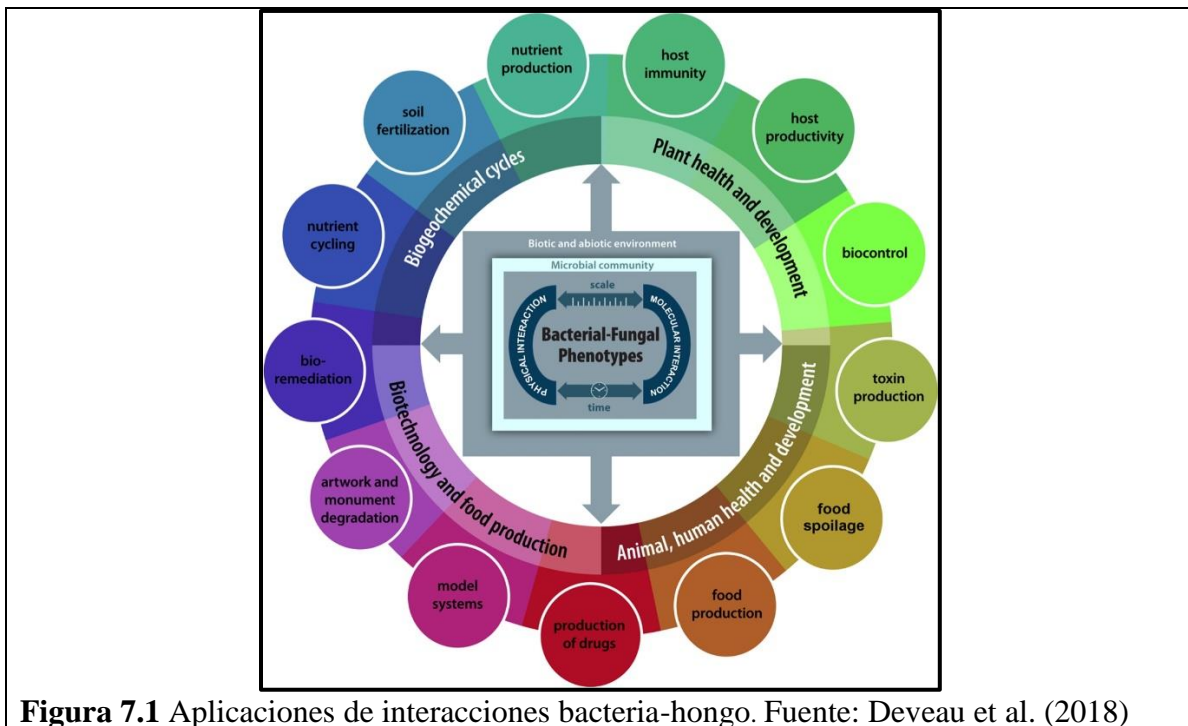 nutrient
production
host
immunity
host
productivity
biocontrol
toxin
production
food
spoilage
food
production
production
of drugs
model
systems
artwork and
monument
degradation
bio-
remediation
nutrient
cycling
soil
fertilization
Biogeochemical cycles
Plant health and development
Animal, human health and development
Biotechnology and food production
Biotic and abiotic environment
Microbial community
scale
PHYSICAL INTERACTION
Bacterial-Fungal
Phenotypes
MOLECULAR INTERACTION
time
Figura 7.1 Aplicaciones de interacciones bacteria-hongo. Fuente: Deveau et al. (2018)